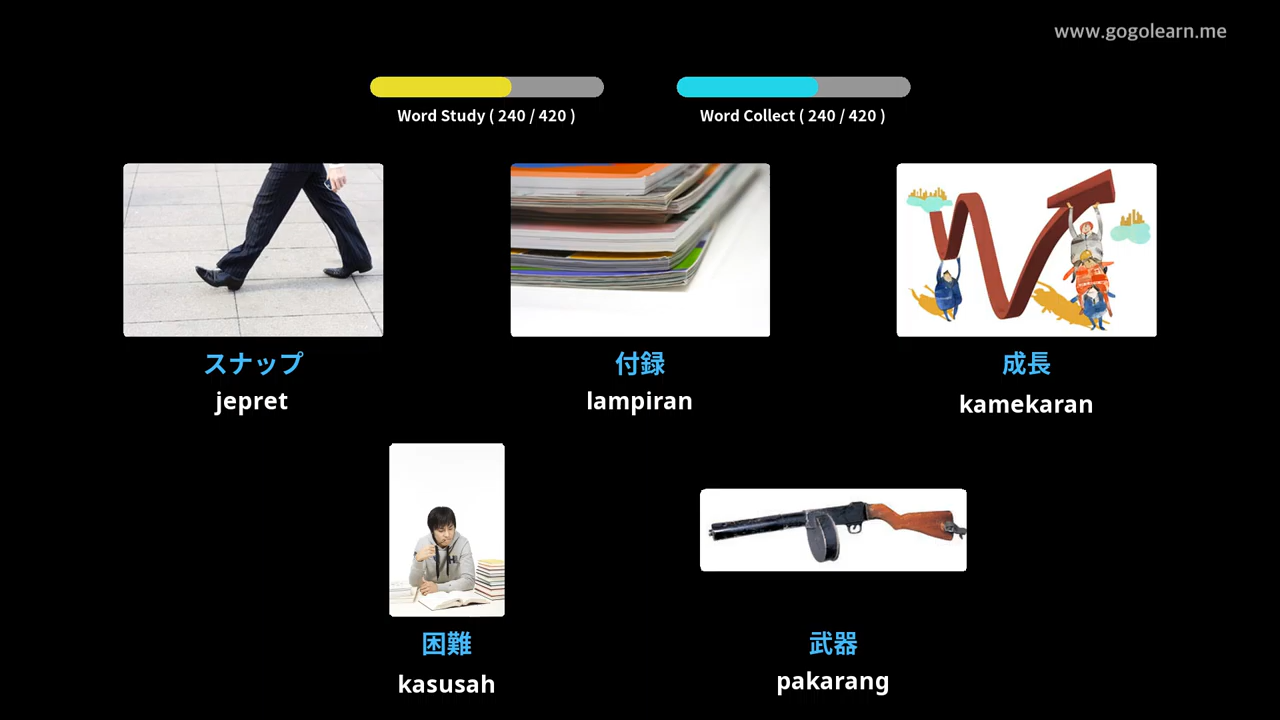 www.gogolearn.me
Word Study ( 240 / 420 )
Word Collect ( 240 / 420 )
スナップ
jepret
付録
lampiran
成長
kamekaran
困難
kasusah
武器
pakarang